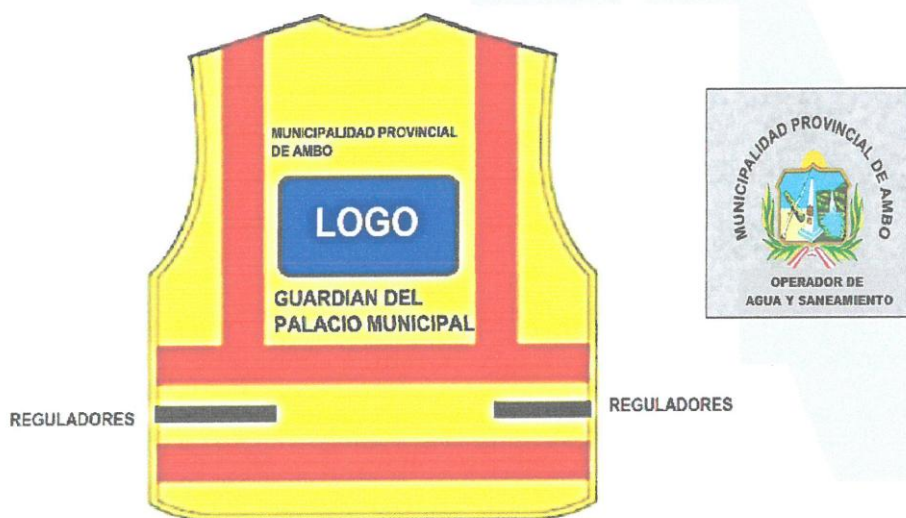 MUNICIPALIDAD PROVINCIAL
DE AMBO
LOGO
GUARDIAN DEL
PALACIO MUNICIPAL
REGULADORES
REGULADORES
MUNICIPALIDAD PROVINCIAL DE AMBO
OPERADOR DE
AGUA Y SANEAMIENTO